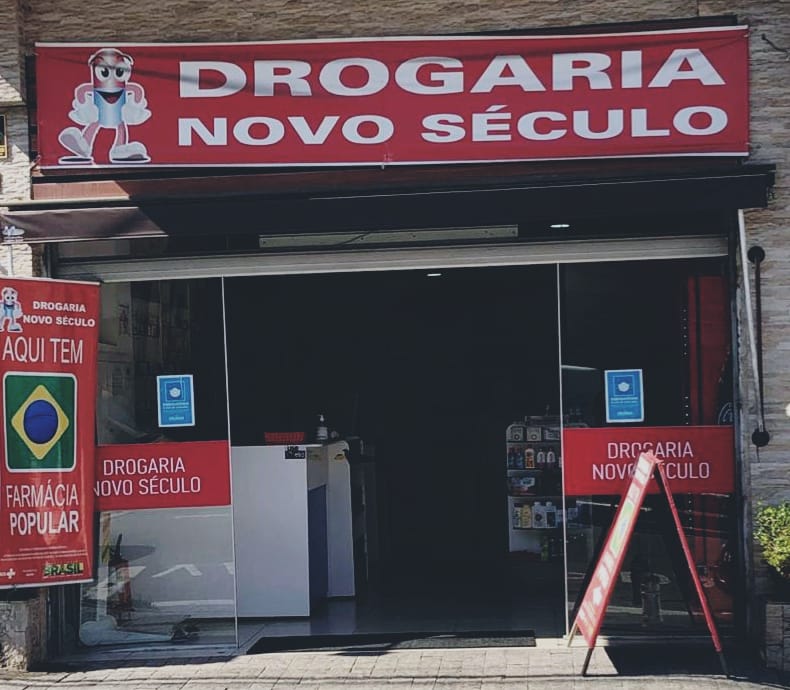 DROGARIA
NOVO SÉCULO
DROGARIA
NOVO SÉCULO
AQUI TEM
FARMÁCIA
POPULAR
BRASIL
DROGARIA
NOVO SÉCULO
DROGARIA
NOVO SÉCULO